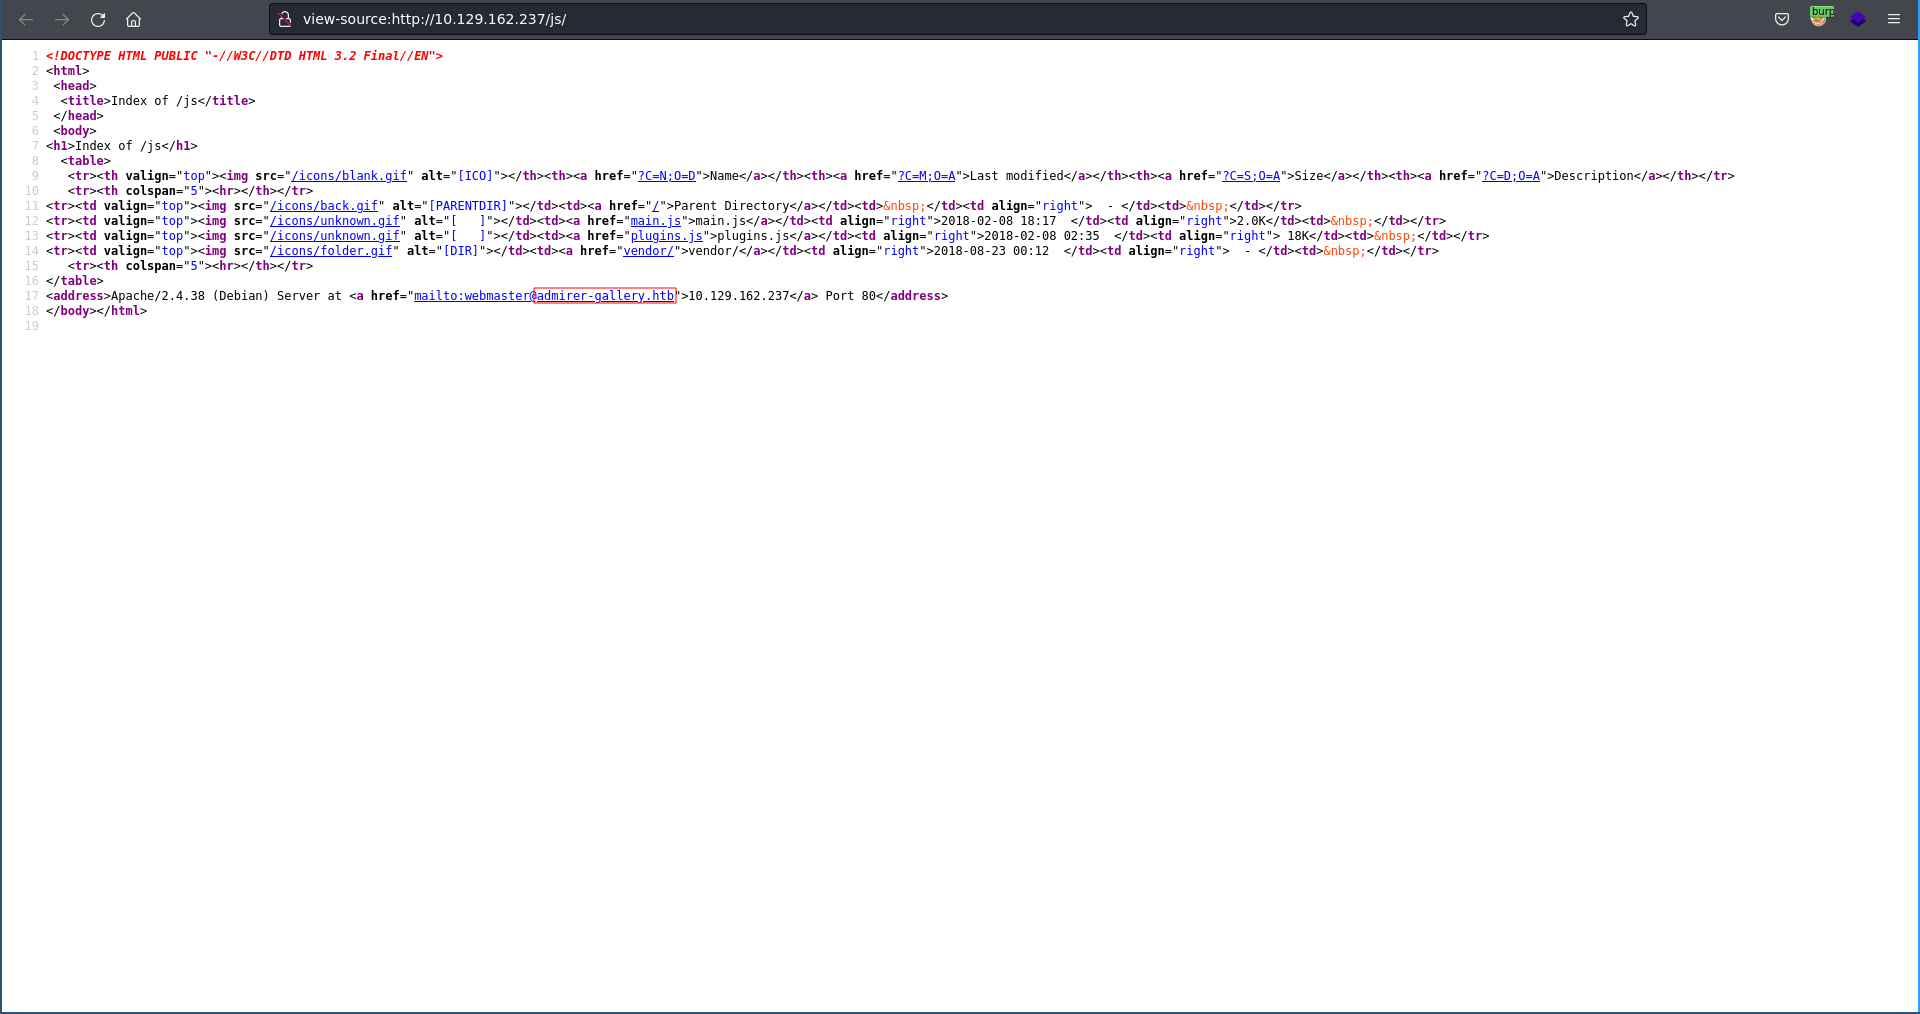 view-source:http://10.129.162.237/js/
burp
1 <!DOCTYPE HTML PUBLIC "-//W3C//DTD HTML 3.2 Final//EN">
2 <html>
3  <head>
4   <title>Index of /js</title>
5  </head>
6  <body>
7 <h1>Index of /js</h1>
8   <table>
9    <tr><th valign="top"><img src="/icons/blank.gif" alt="[ICO]"></th><th><a href="?C=N;O=D">Name</a></th><th><a href="?C=M;O=A">Last modified</a></th><th><a href="?C=S;O=A">Size</a></th><th><a href="?C=D;O=A">Description</a></th></tr>
10    <tr><th colspan="5"><hr></th></tr>
11 <tr><td valign="top"><img src="/icons/back.gif" alt="[PARENTDIR]"></td><td><a href="/">Parent Directory</a></td><td>&nbsp;</td><td align="right">  - </td><td>&nbsp;</td></tr>
12 <tr><td valign="top"><img src="/icons/unknown.gif" alt="[   ]"></td><td><a href="main.js">main.js</a></td><td align="right">2018-02-08 18:17  </td><td align="right">2.0K</td><td>&nbsp;</td></tr>
13 <tr><td valign="top"><img src="/icons/unknown.gif" alt="[   ]"></td><td><a href="plugins.js">plugins.js</a></td><td align="right">2018-02-08 02:35  </td><td align="right"> 18K</td><td>&nbsp;</td></tr>
14 <tr><td valign="top"><img src="/icons/folder.gif" alt="[DIR]"></td><td><a href="vendor/">vendor/</a></td><td align="right">2018-08-23 00:12  </td><td align="right">  - </td><td>&nbsp;</td></tr>
15    <tr><th colspan="5"><hr></th></tr>
16 </table>
17 <address>Apache/2.4.38 (Debian) Server at <a href="mailto:webmaster@admirer-gallery.htb">10.129.162.237</a> Port 80</address>
18 </body></html>
19